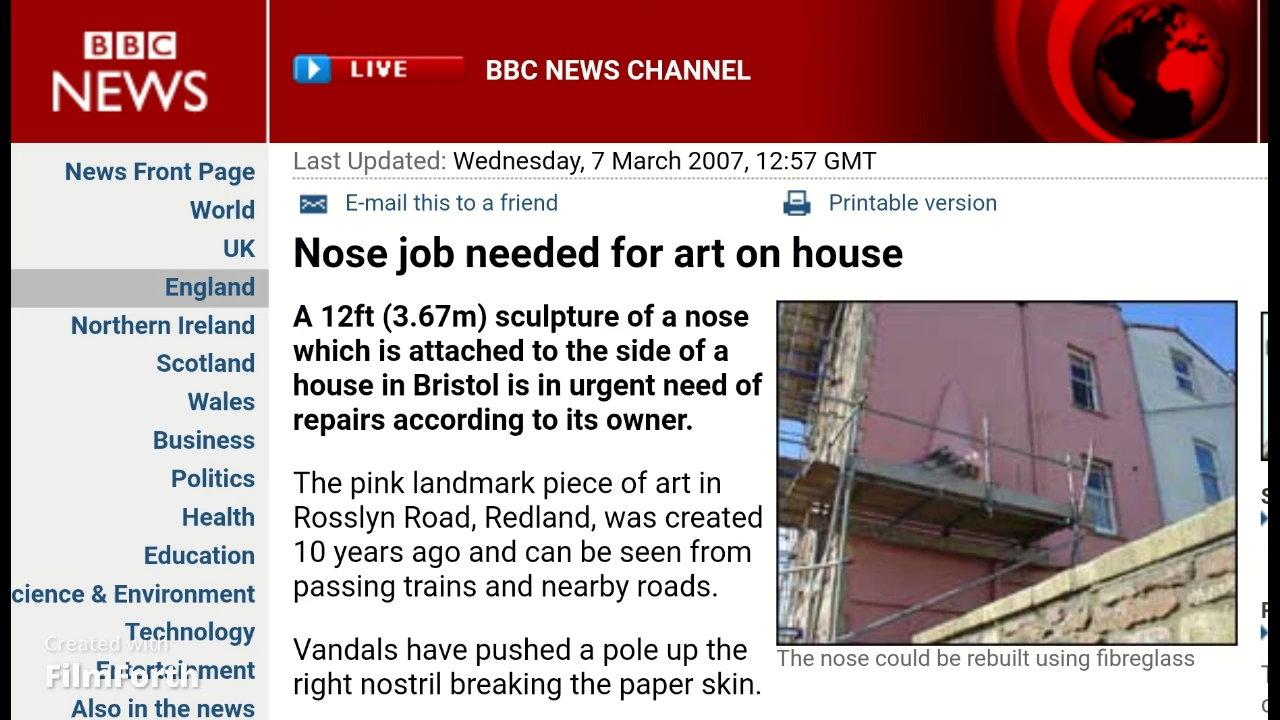 BBC
NEWS
LIVE
BBC NEWS CHANNEL
News Front Page
World
UK
England
Northern Ireland
Scotland
Wales
Business
Politics
Health
Education
cience & Environment
Technology
Entertainment
Also in the news
Last Updated: Wednesday, 7 March 2007, 12:57 GMT
E-mail this to a friend
Printable version
Nose job needed for art on house
A 12ft (3.67m) sculpture of a nose
which is attached to the side of a
house in Bristol is in urgent need of
repairs according to its owner.
The pink landmark piece of art in
Rosslyn Road, Redland, was created
10 years ago and can be seen from
passing trains and nearby roads.
Vandals have pushed a pole up the
right nostril breaking the paper skin.
The nose could be rebuilt using fibreglass
Created with
FilmForth